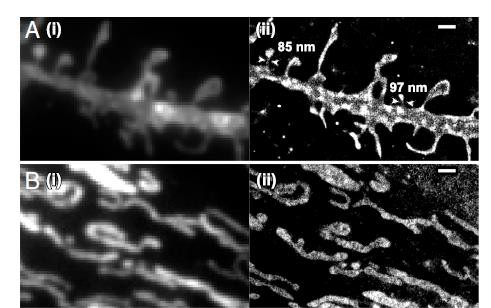 A (i)
(ii)
85 nm
97 nm
B (i)
(ii)